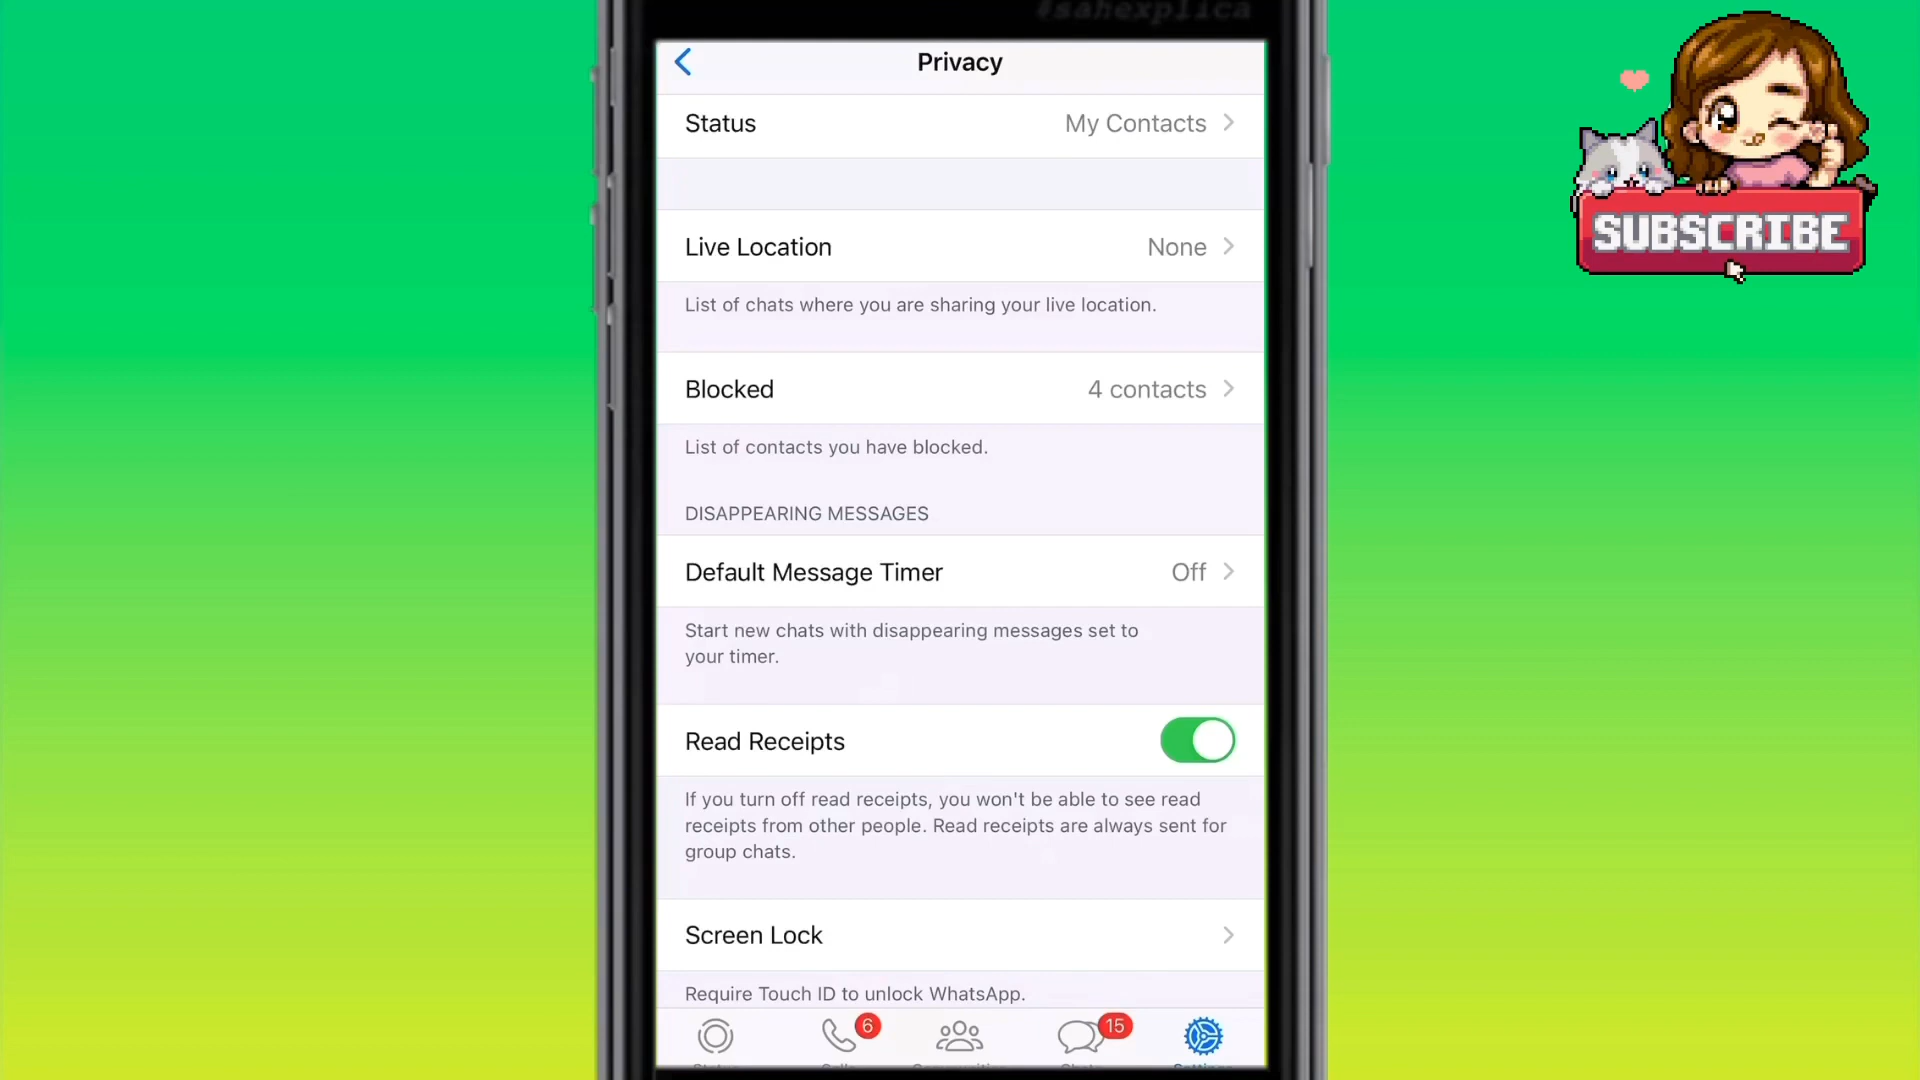 #sahexplica
Privacy
Status My Contacts
Live Location None
List of chats where you are sharing your live location.
Blocked 4 contacts
List of contacts you have blocked.
DISAPPEARING MESSAGES
Default Message Timer Off
Start new chats with disappearing messages set to
your timer.
Read Receipts
If you turn off read receipts, you won't be able to see read
receipts from other people. Read receipts are always sent for
group chats.
Screen Lock
Require Touch ID to unlock WhatsApp.
6 15
SUBSCRIBE